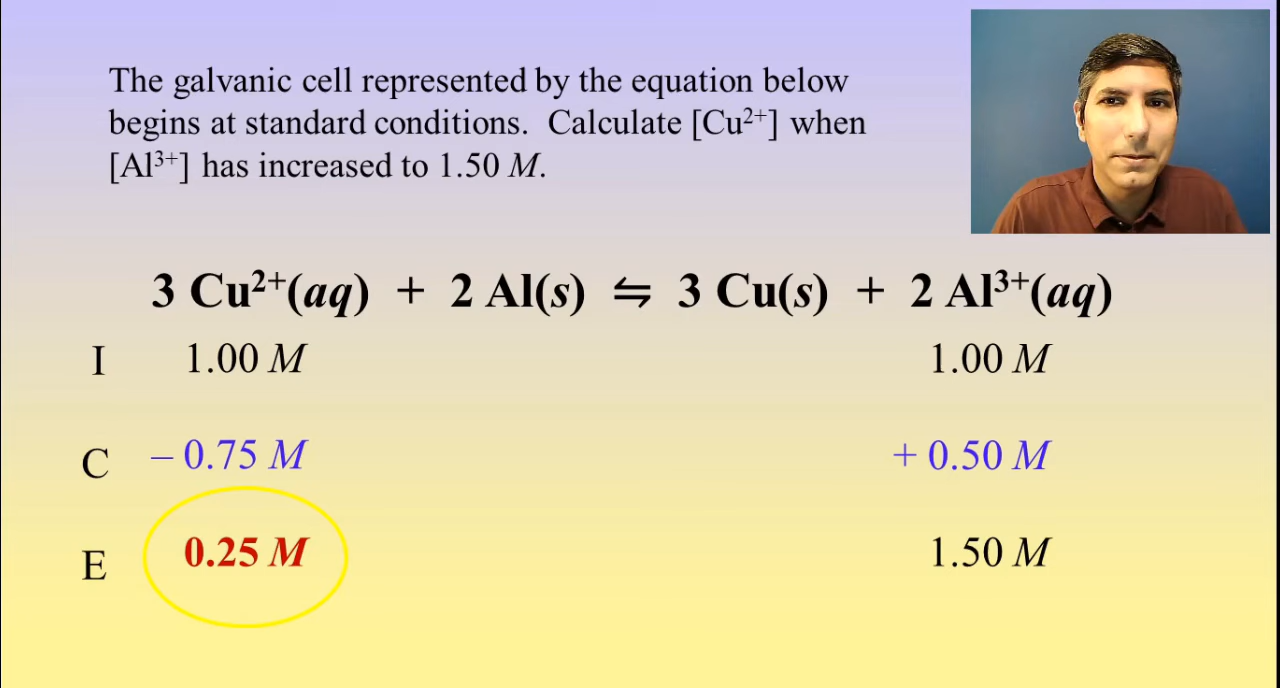 The galvanic cell represented by the equation below
begins at standard conditions. Calculate [Cu²⁺] when
[Al³⁺] has increased to 1.50 M.
3 Cu²⁺(aq) + 2 Al(s) ⇋ 3 Cu(s) + 2 Al³⁺(aq)
I 1.00 M 1.00 M
C – 0.75 M + 0.50 M
E 0.25 M 1.50 M